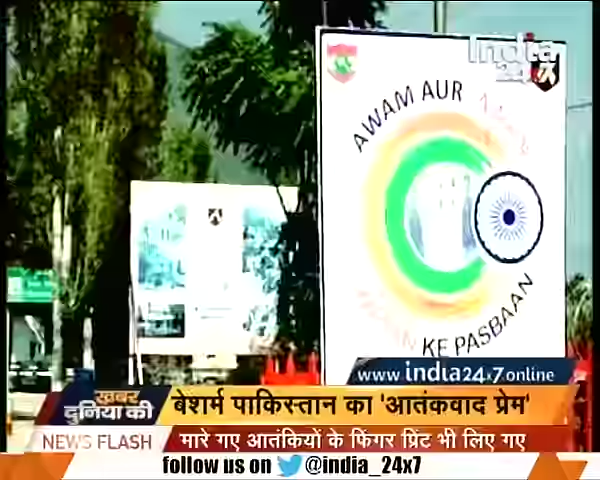 India
24x7
AWAM AUR
KE PASBAAN
www.india24x7.online
ख़बर
दुनिया की
बेशर्म पाकिस्तान का 'आतंकवाद प्रेम'
NEWS FLASH
मारे गए आतंकियों के फिंगर प्रिंट भी लिए गए
follow us on @india_24x7